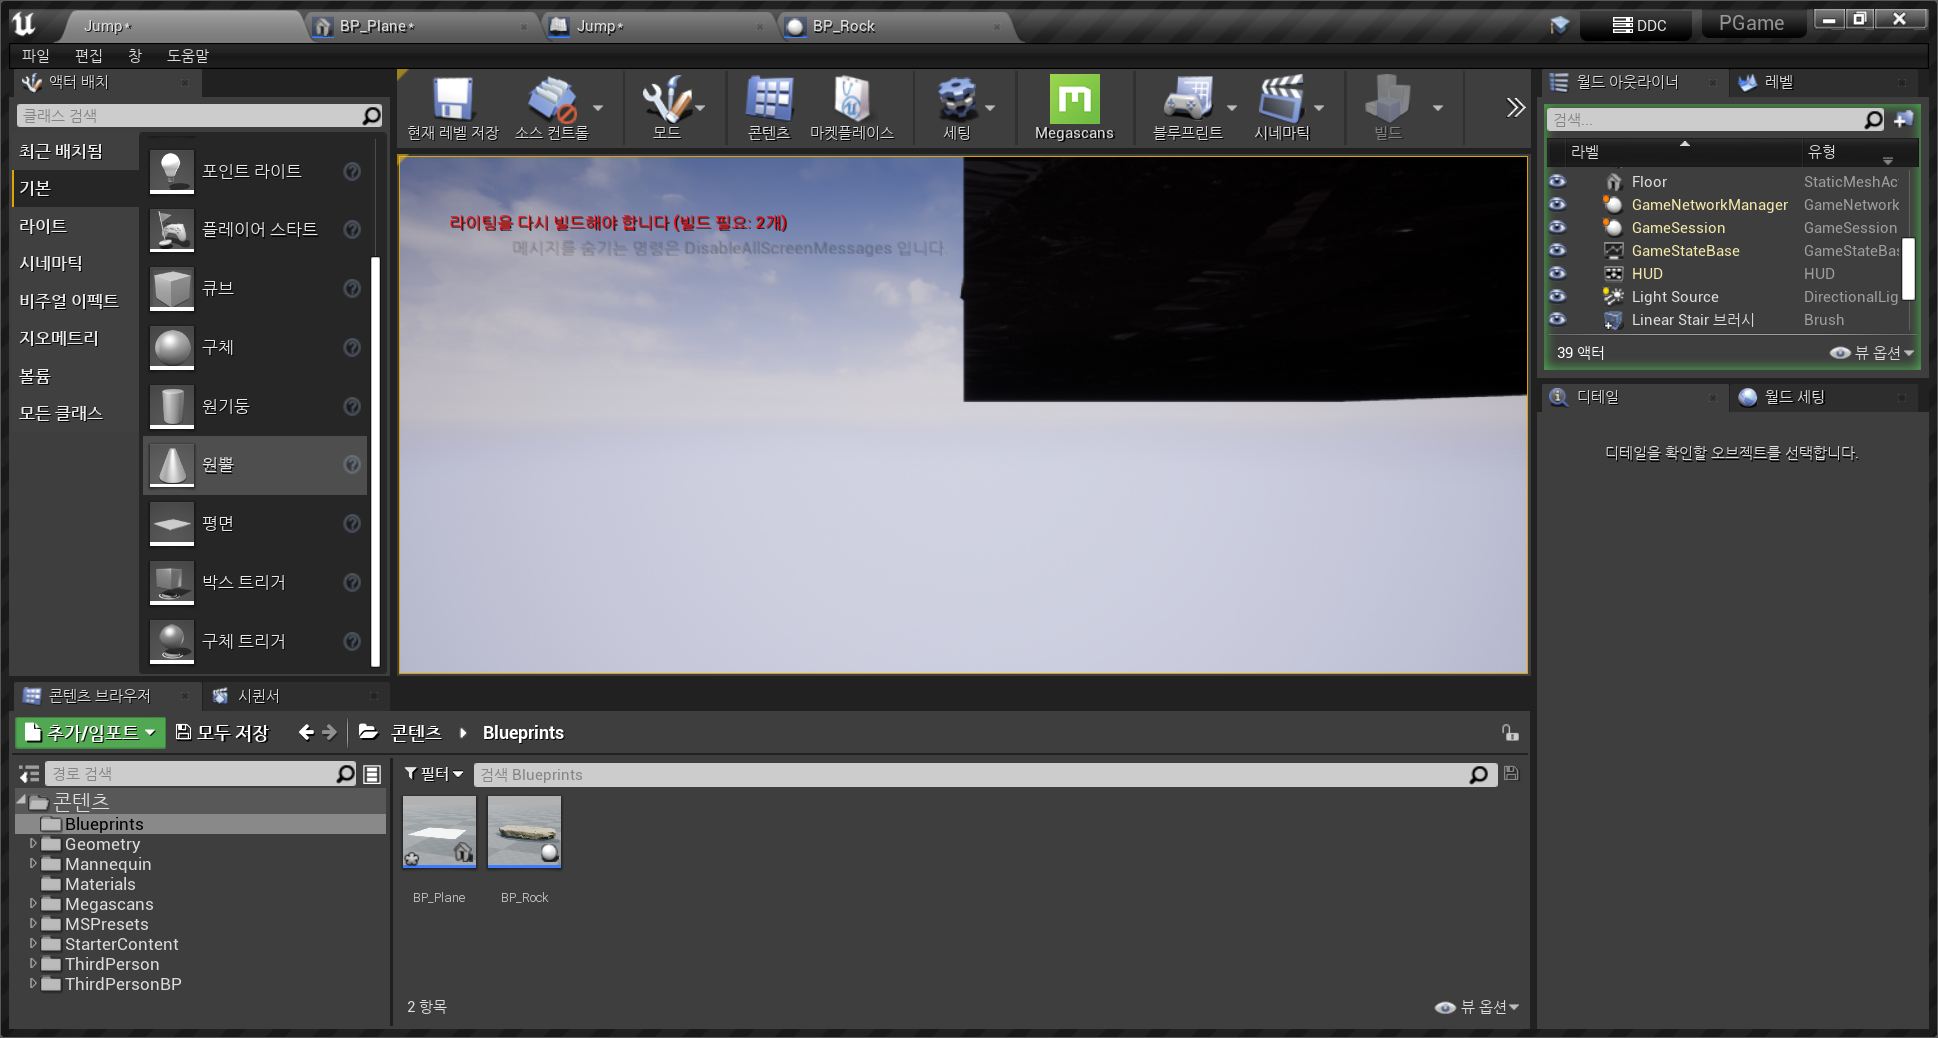 Jump*
BP_Plane*
Jump*
BP_Rock
DDC
PGame
파일 편집 창 도움말
액터 배치
클래스 검색
최근 배치됨
기본
라이트
시네마틱
비주얼 이펙트
지오메트리
볼륨
모든 클래스
포인트 라이트
플레이어 스타트
큐브
구체
원기둥
원뿔
평면
박스 트리거
구체 트리거
현재 레벨 저장
소스 컨트롤
모드
콘텐츠
마켓플레이스
세팅
Megascans
블루프린트
시네마틱
빌드
라이팅을 다시 빌드해야 합니다 (빌드 필요: 2개)
메시지를 숨기는 명령은 DisableAllScreenMessages 입니다.
월드 아웃라이너
레벨
검색...
라벨 유형
Floor StaticMeshAc
GameNetworkManager GameNetwork
GameSession GameSession
GameStateBase GameStateBas
HUD HUD
Light Source DirectionalLig
Linear Stair 브러시 Brush
39 액터
뷰 옵션
디테일
월드 세팅
디테일을 확인할 오브젝트를 선택합니다.
콘텐츠 브라우저
시퀀서
추가/임포트
모두 저장
콘텐츠
Blueprints
경로 검색
콘텐츠
Blueprints
Geometry
Mannequin
Materials
Megascans
MSPresets
StarterContent
ThirdPerson
ThirdPersonBP
필터
검색 Blueprints
BP_Plane
BP_Rock
2 항목
뷰 옵션